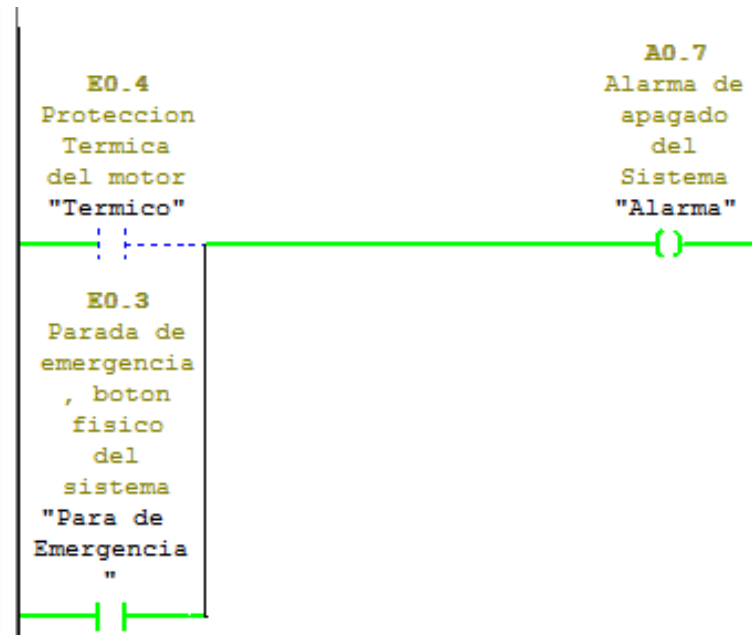 E0.4
Proteccion
Termica
del motor
"Termico"
A0.7
Alarma de
apagado
del
Sistema
"Alarma"
E0.3
Parada de
emergencia
, boton
fisico
del
sistema
"Para de
Emergencia
"